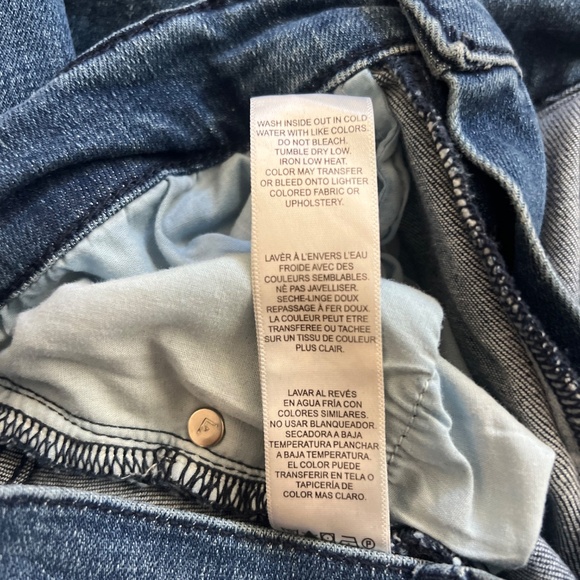 WASH INSIDE OUT IN COLD
WATER WITH LIKE COLORS.
DO NOT BLEACH.
TUMBLE DRY LOW.
IRON LOW HEAT.
COLOR MAY TRANSFER
OR BLEED ONTO LIGHTER
COLORED FABRIC OR
UPHOLSTERY.
LAVÉR À L'ENVERS L'EAU
FROIDE AVEC DES
COULEURS SEMBLABLES.
NÉ PAS JAVELLISER.
SECHE-LINGE DOUX
REPASSAGE À FER DOUX.
LA COULEUR PEUT ETRE
TRANSFEREE OU TACHEE
SUR UN TISSU DE COULEUR
PLUS CLAIR.
LAVAR AL REVÉS
EN AGUA FRÍA CON
COLORES SIMILARES.
NO USAR BLANQUEADOR.
SECADORA A BAJA
TEMPERATURA PLANCHAR
A BAJA TEMPERATURA.
EL COLOR PUEDE
TRANSFERIR EN TELA O
TAPICERÍA DE
COLOR MAS CLARO.